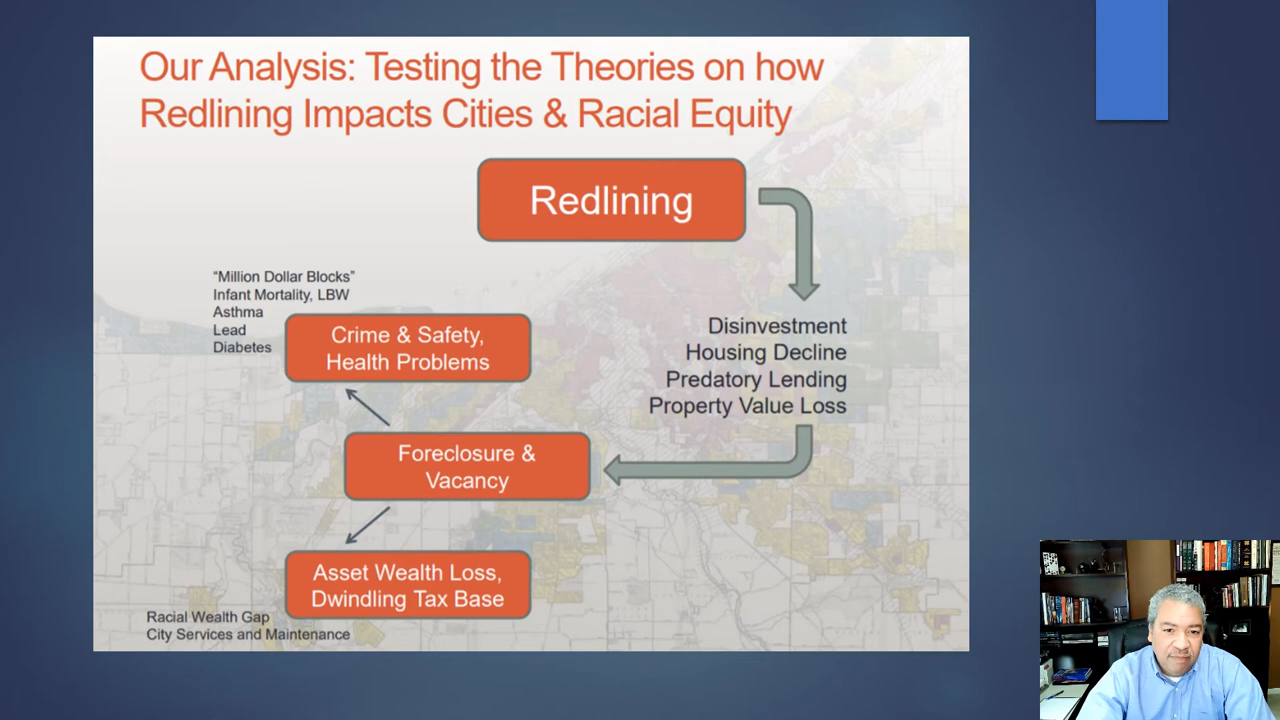 Our Analysis: Testing the Theories on how
Redlining Impacts Cities & Racial Equity
Redlining
"Million Dollar Blocks"
Infant Mortality, LBW
Asthma
Lead
Diabetes
Crime & Safety,
Health Problems
Disinvestment
Housing Decline
Predatory Lending
Property Value Loss
Foreclosure &
Vacancy
Asset Wealth Loss,
Dwindling Tax Base
Racial Wealth Gap
City Services and Maintenance